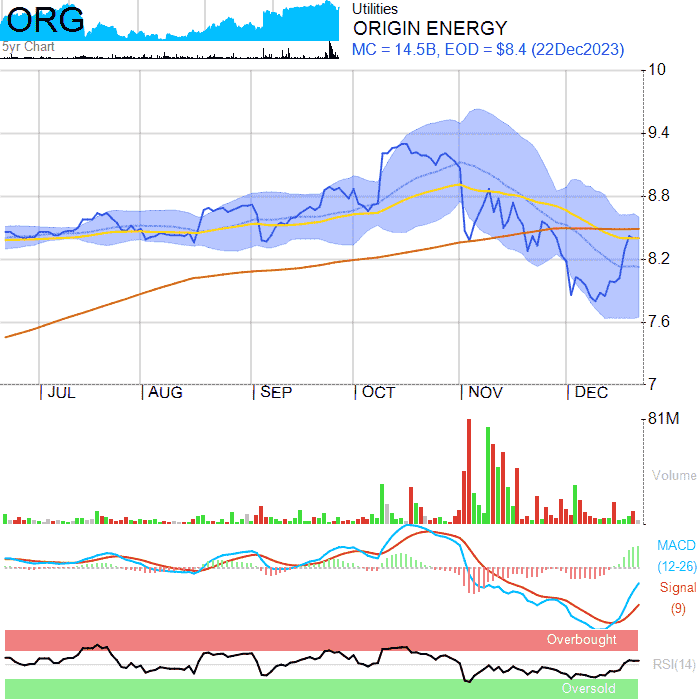 ORG
5yr Chart
Utilities
ORIGIN ENERGY
MC = 14.5B, EOD = $8.4 (22Dec2023)
10
9.4
8.8
8.2
7.6
7
JUL AUG SEP OCT NOV DEC
81M
Volume
MACD
(12-26)
Signal
(9)
Overbought
RSI(14)
Oversold